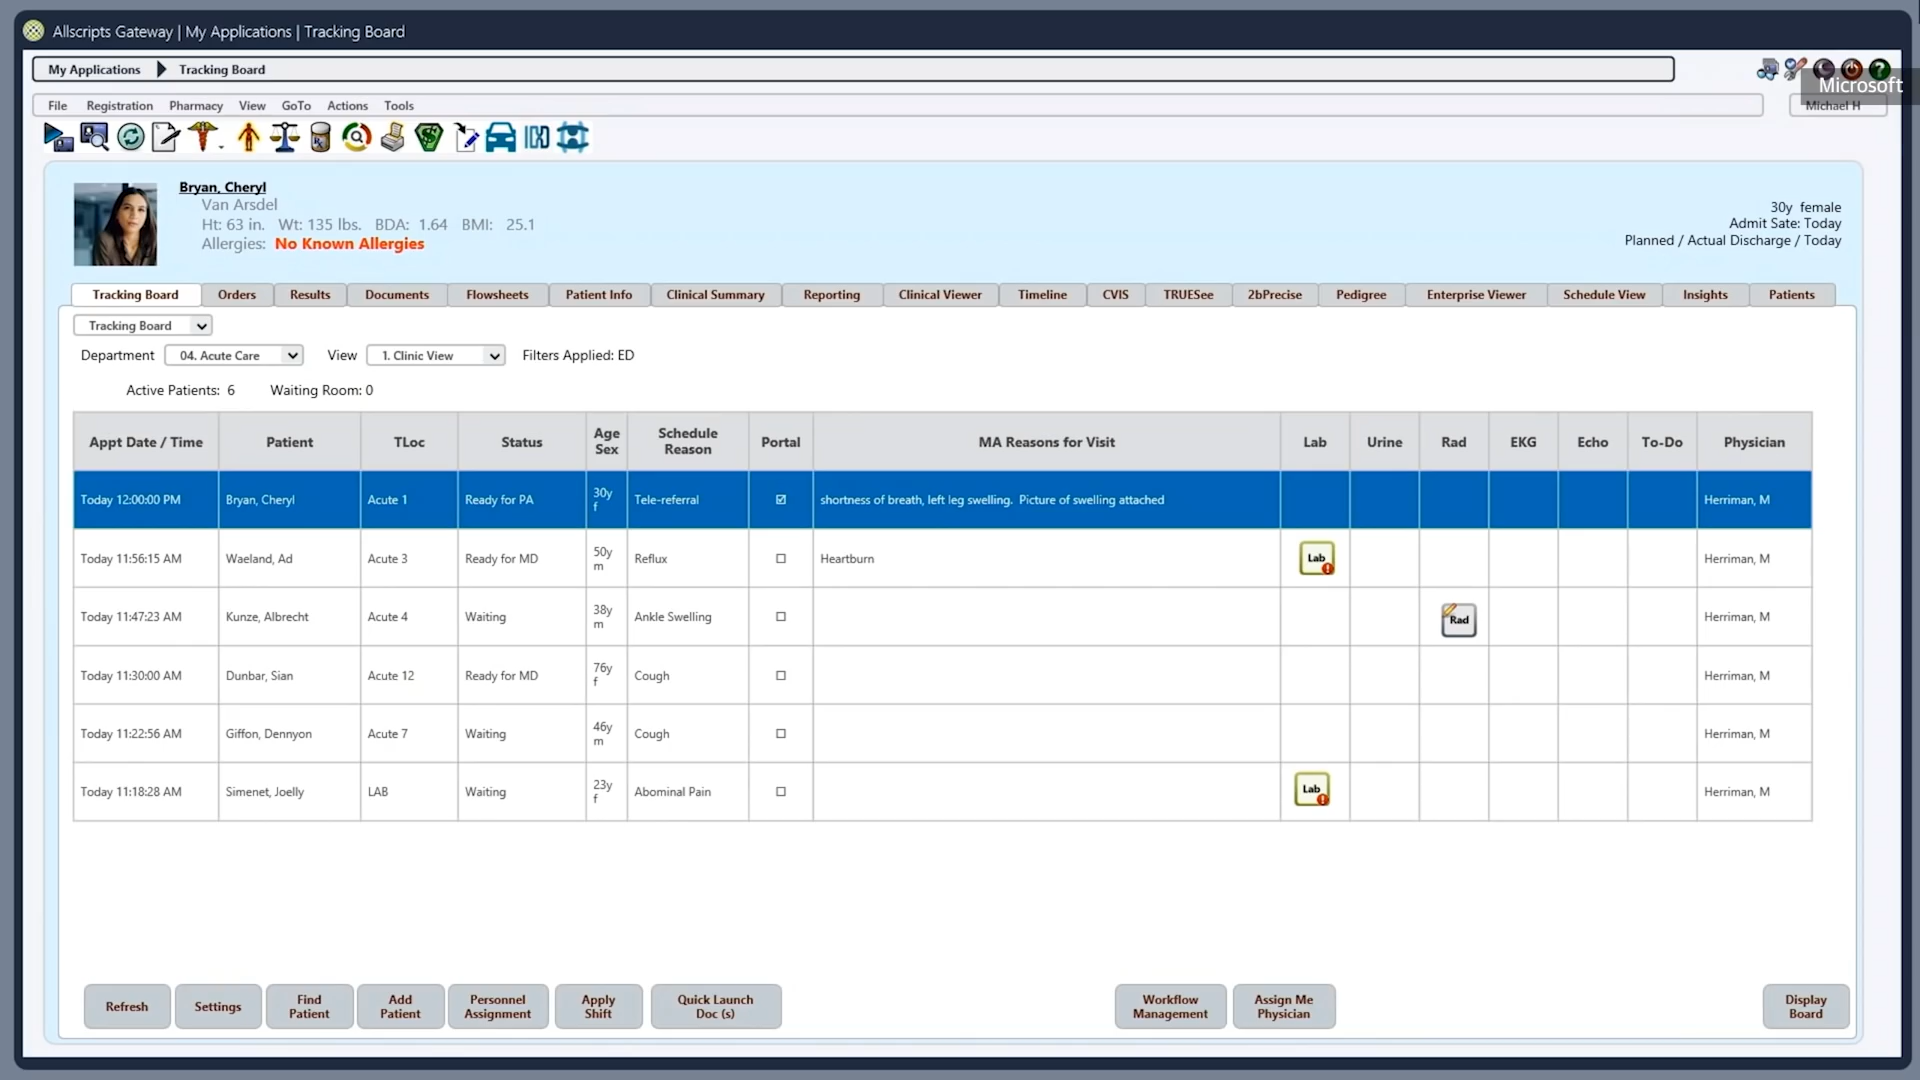 Allscripts Gateway | My Applications | Tracking Board
My Applications Tracking Board
Microsoft
File Registration Pharmacy View GoTo Actions Tools
Michael H
Bryan, Cheryl
Van Arsdel
Ht: 63 in. Wt: 135 lbs. BDA: 1.64 BMI: 25.1
Allergies: No Known Allergies
30y female
Admit Sate: Today
Planned / Actual Discharge / Today
Tracking Board Orders Results Documents Flowsheets Patient Info Clinical Summary Reporting Clinical Viewer Timeline CVIS TRUESee 2bPrecise Pedigree Enterprise Viewer Schedule View Insights Patients
Tracking Board
Department 04. Acute Care View 1. Clinic View Filters Applied: ED
Active Patients: 6 Waiting Room: 0
Appt Date / Time Patient TLoc Status Age Sex Schedule Reason Portal MA Reasons for Visit Lab Urine Rad EKG Echo To-Do Physician
Today 12:00:00 PM Bryan, Cheryl Acute 1 Ready for PA 30y f Tele-referral shortness of breath, left leg swelling. Picture of swelling attached Herriman, M
Today 11:56:15 AM Waeland, Ad Acute 3 Ready for MD 50y m Reflux Heartburn Lab Herriman, M
Today 11:47:23 AM Kunze, Albrecht Acute 4 Waiting 38y m Ankle Swelling Rad Herriman, M
Today 11:30:00 AM Dunbar, Sian Acute 12 Ready for MD 76y f Cough Herriman, M
Today 11:22:56 AM Giffon, Dennyon Acute 7 Waiting 46y m Cough Herriman, M
Today 11:18:28 AM Simenet, Joelly LAB Waiting 23y f Abominal Pain Lab Herriman, M
Refresh Settings Find Patient Add Patient Personnel Assignment Apply Shift Quick Launch Doc (s) Workflow Management Assign Me Physician Display Board